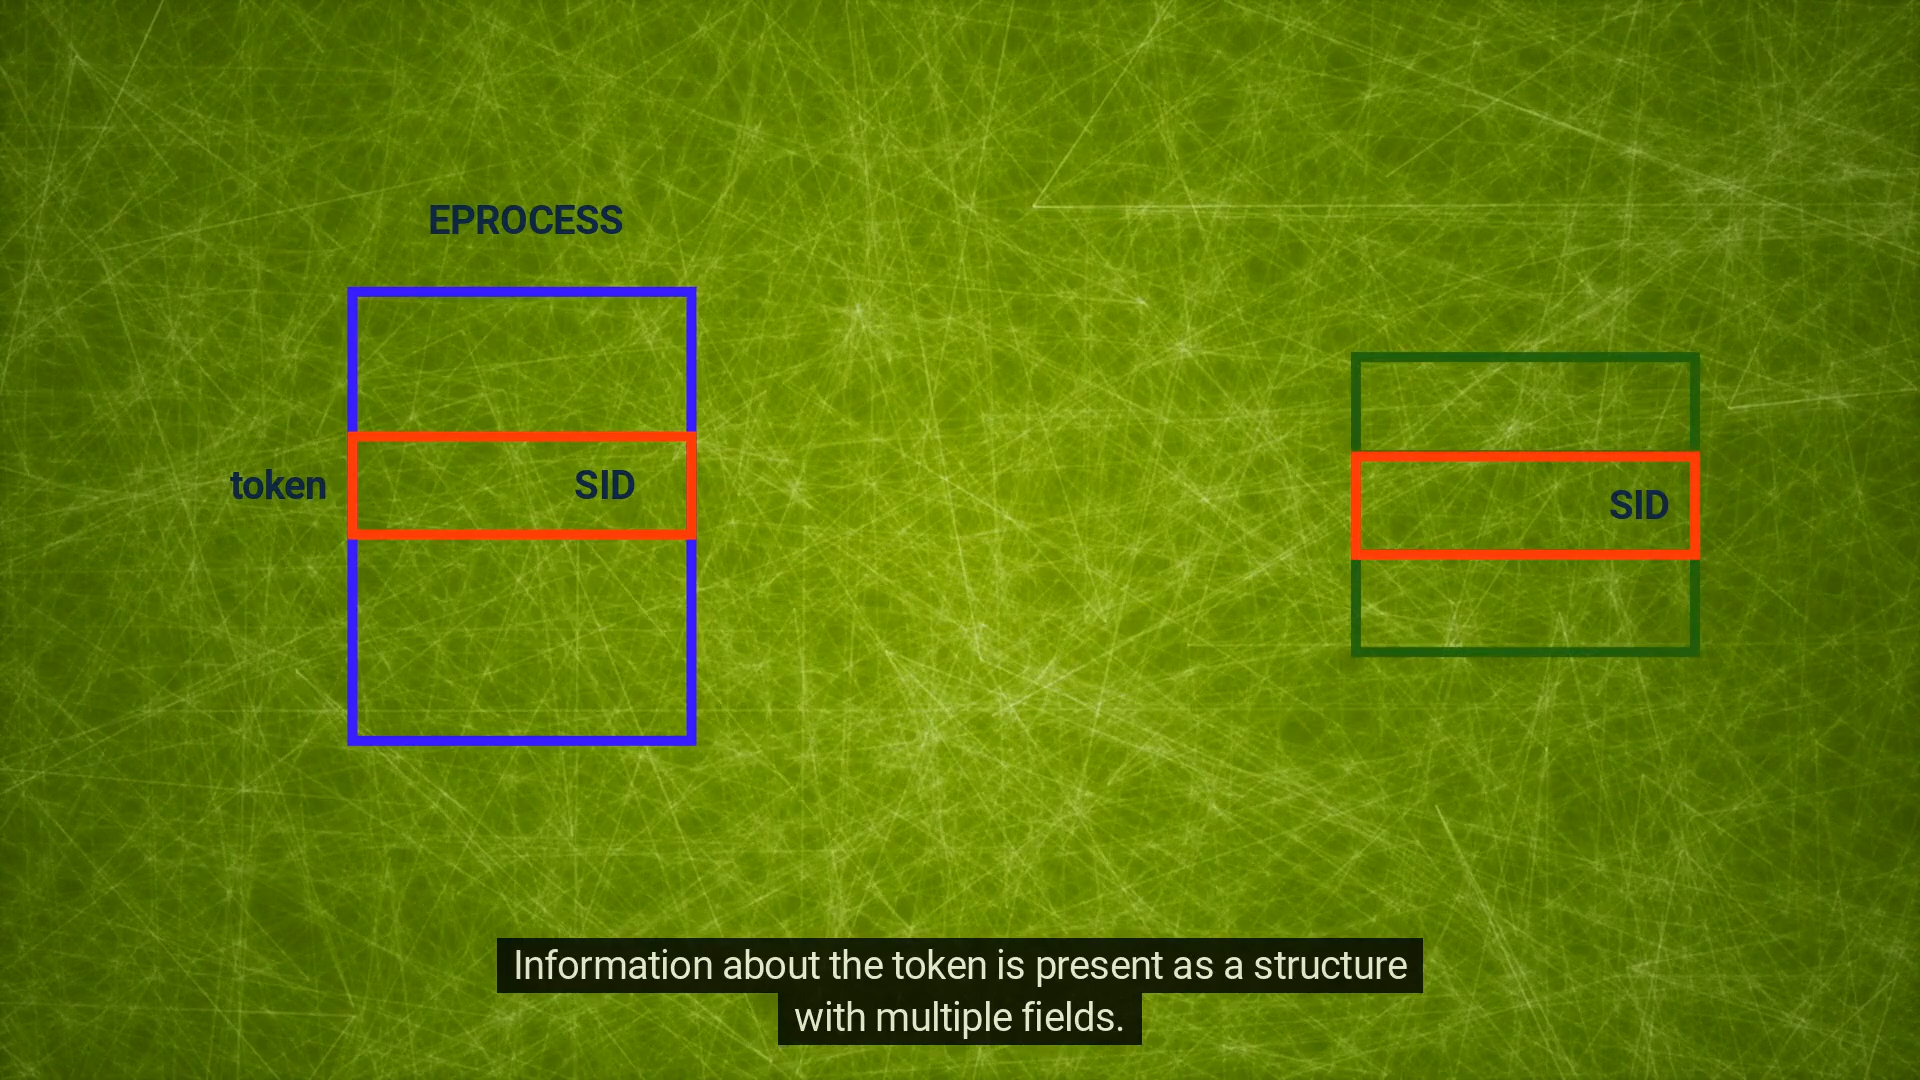 EPROCESS
token
SID
SID
Information about the token is present as a structure
with multiple fields.